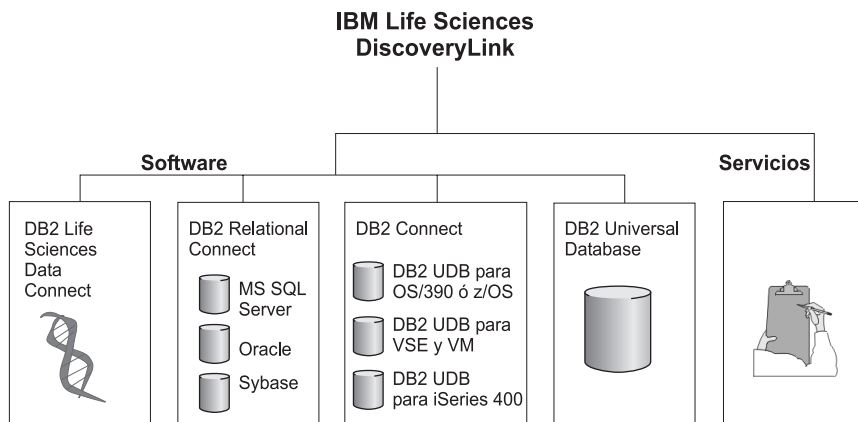 IBM Life Sciences
DiscoveryLink
Software
Servicios
DB2 Life
Sciences
Data
Connect
DB2 Relational
Connect
MS SQL
Server
Oracle
Sybase
DB2 Connect
DB2 UDB para
OS/390 ó z/OS
DB2 UDB para
VSE y VM
DB2 UDB
para iSeries 400
DB2 Universal
Database